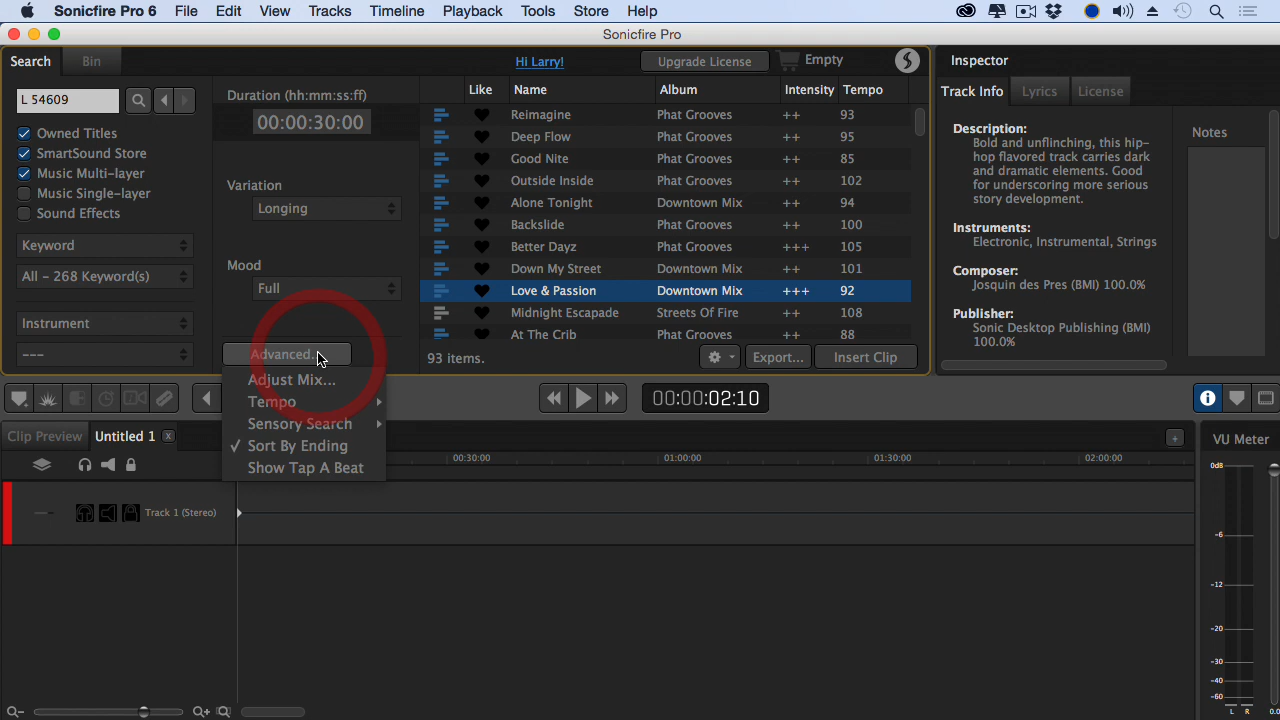 Sonicfire Pro 6 File Edit View Tracks Timeline Playback Tools Store Help
Sonicfire Pro
Search Bin Hi Larry! Upgrade License Empty
L 54609
Owned Titles
SmartSound Store
Music Multi-layer
Music Single-layer
Sound Effects
Keyword
All - 268 Keyword(s)
Instrument
---
Duration (hh:mm:ss:ff)
00:00:30:00
Variation
Longing
Mood
Full
Advanced...
Adjust Mix...
Tempo
Sensory Search
Sort By Ending
Show Tap A Beat
Like Name Album Intensity Tempo
Reimagine Phat Grooves ++ 93
Deep Flow Phat Grooves ++ 95
Good Nite Phat Grooves ++ 85
Outside Inside Phat Grooves ++ 102
Alone Tonight Downtown Mix ++ 94
Backslide Phat Grooves ++ 100
Better Dayz Phat Grooves +++ 105
Down My Street Downtown Mix ++ 101
Love & Passion Downtown Mix +++ 92
Midnight Escapade Streets Of Fire ++ 108
At The Crib Phat Grooves ++ 88
93 items. Export... Insert Clip
Inspector
Track Info Lyrics License
Description:
Bold and unflinching, this hip-
hop flavored track carries dark
and dramatic elements. Good
for underscoring more serious
story development.
Instruments:
Electronic, Instrumental, Strings
Composer:
Josquin des Pres (BMI) 100.0%
Publisher:
Sonic Desktop Publishing (BMI)
100.0%
Notes
00:00:02:10
Clip Preview Untitled 1
00:30:00 01:00:00 01:30:00 02:00:00
Track 1 (Stereo)
VU Meter
0dB
-6
-12
-20
-30
-40
-60
L R 0.0